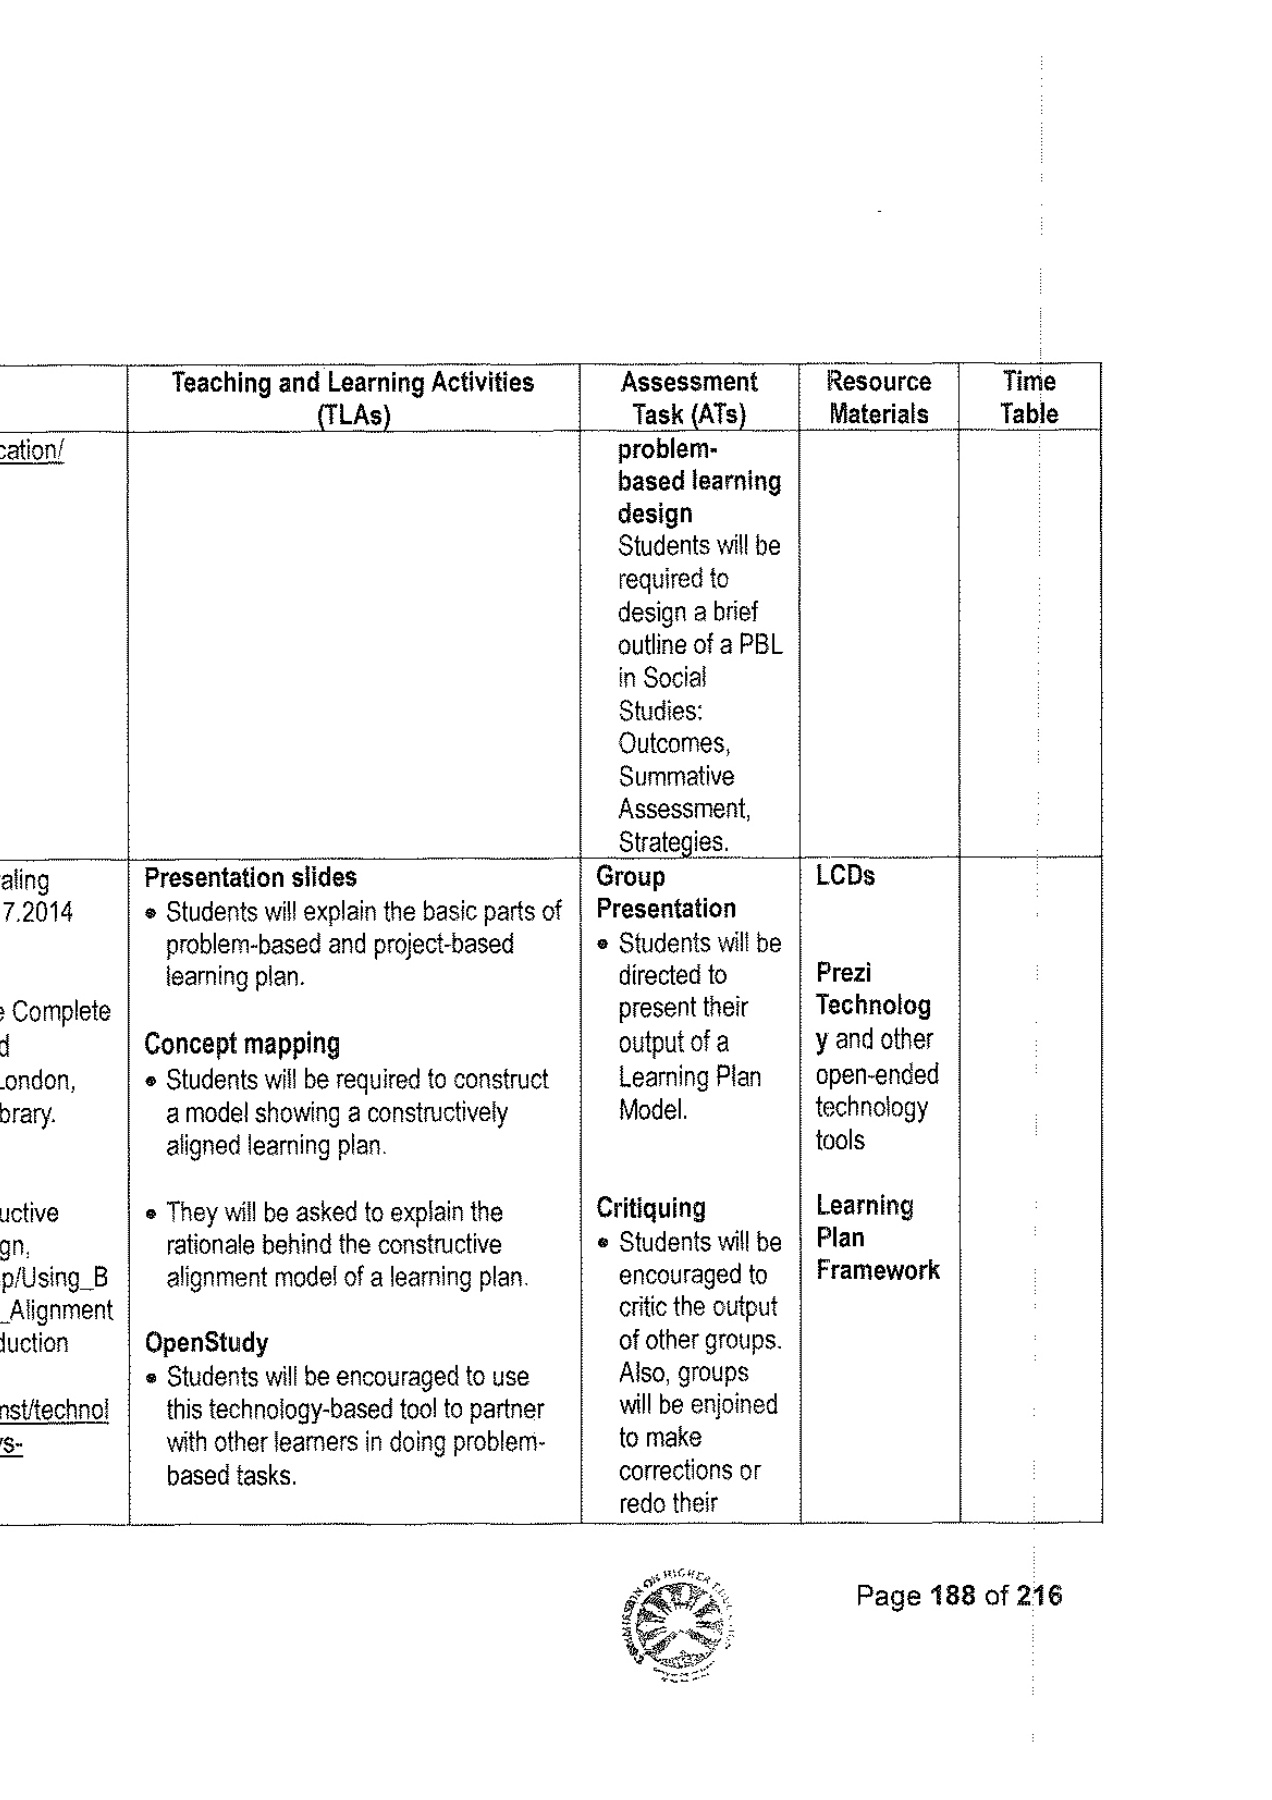 Teaching and Learning Activities
(TLAs)
Assessment
Task (ATs)
Resource
Materials
Time
Table
cation/
problem-
based learning
design
Students will be
required to
design a brief
outline of a PBL
in Social
Studies:
Outcomes,
Summative
Assessment,
Strategies.
aling
7.2014
e Complete
d
London,
brary.
uctive
gn,
p/Using_B
_Alignment
duction
nst/technol
ys-
Presentation slides
• Students will explain the basic parts of
problem-based and project-based
learning plan.
Concept mapping
• Students will be required to construct
a model showing a constructively
aligned learning plan.
• They will be asked to explain the
rationale behind the constructive
alignment model of a learning plan.
OpenStudy
• Students will be encouraged to use
this technology-based tool to partner
with other learners in doing problem-
based tasks.
Group
Presentation
• Students will be
directed to
present their
output of a
Learning Plan
Model.
Critiquing
• Students will be
encouraged to
critic the output
of other groups.
Also, groups
will be enjoined
to make
corrections or
redo their
LCDs
Prezi
Technolog
y and other
open-ended
technology
tools
Learning
Plan
Framework
COMMISSION ON HIGHER EDUCATION
Page 188 of 216